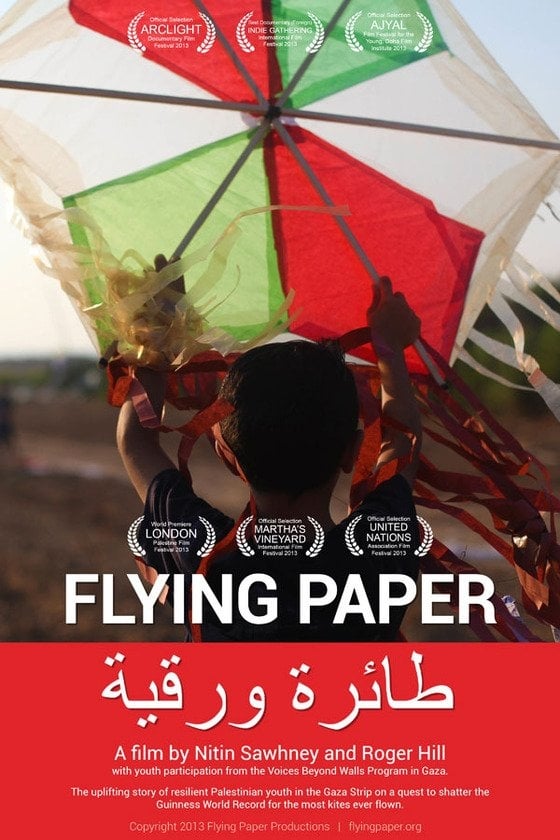 Official Selection
ARCLIGHT
Documentary Film
Festival 2013
Best Documentary (Foreign)
INDIE GATHERING
International Film
Festival 2013
Official Selection
AJYAL
Film Festival for the
Young, Doha Film
Institute 2013
World Premiere
LONDON
Palestine Film
Festival 2013
Official Selection
MARTHA'S
VINEYARD
International Film
Festival 2013
Official Selection
UNITED
NATIONS
Association Film
Festival 2013
FLYING PAPER
طائرة ورقية
A film by Nitin Sawhney and Roger Hill
with youth participation from the Voices Beyond Walls Program in Gaza.
The uplifting story of resilient Palestinian youth in the Gaza Strip on a quest to shatter the
Guinness World Record for the most kites ever flown.
Copyright 2013 Flying Paper Productions | flyingpaper.org